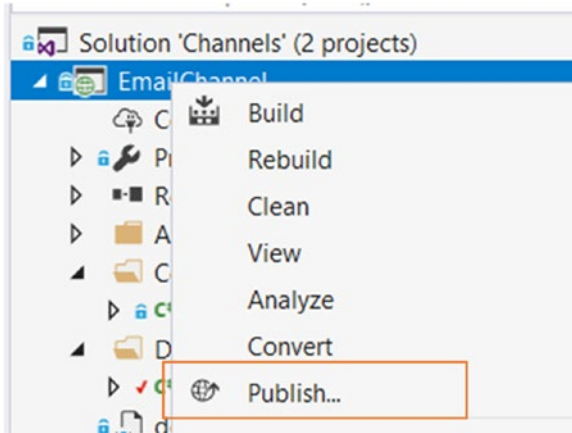 Solution 'Channels' (2 projects)
EmailChannel
Build
Rebuild
Clean
View
Analyze
Convert
Publish...